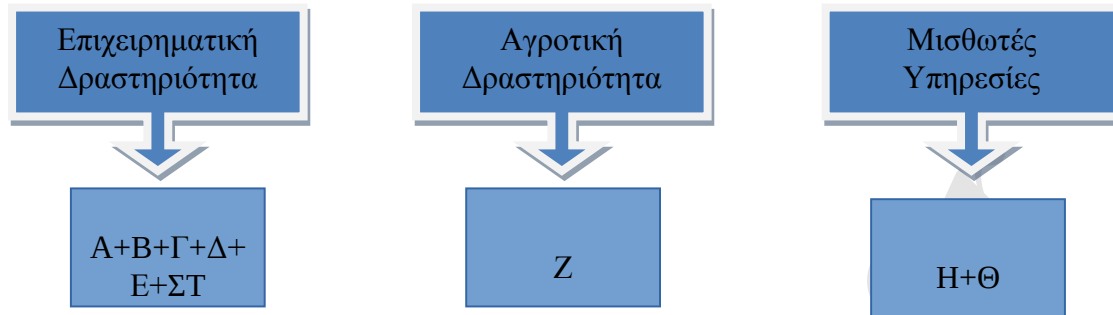 Επιχειρηματική
Δραστηριότητα
Αγροτική
Δραστηριότητα
Μισθωτές
Υπηρεσίες
Α+Β+Γ+Δ+
Ε+ΣΤ
Ζ
Η+Θ